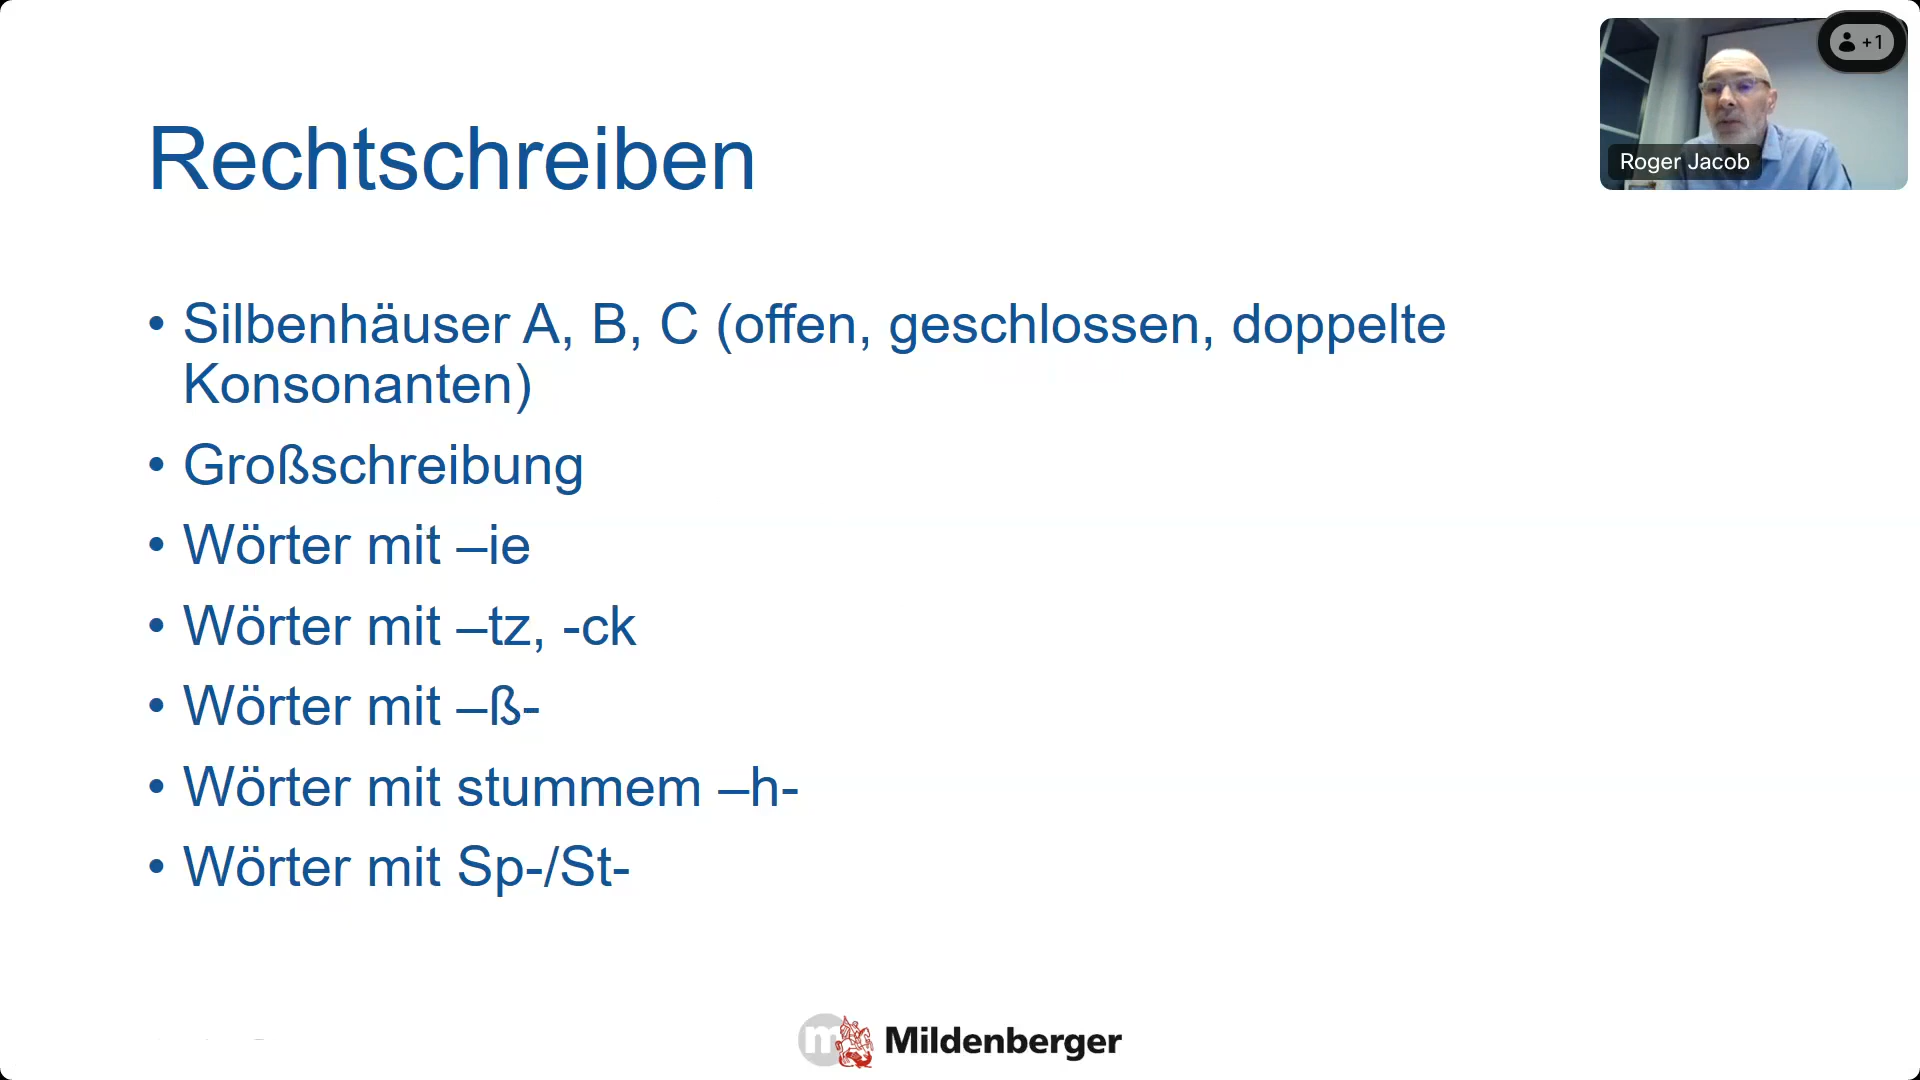 Rechtschreiben
+1
Roger Jacob
• Silbenhäuser A, B, C (offen, geschlossen, doppelte
Konsonanten)
• Großschreibung
• Wörter mit –ie
• Wörter mit –tz, -ck
• Wörter mit –ß-
• Wörter mit stummem –h-
• Wörter mit Sp-/St-
m Mildenberger